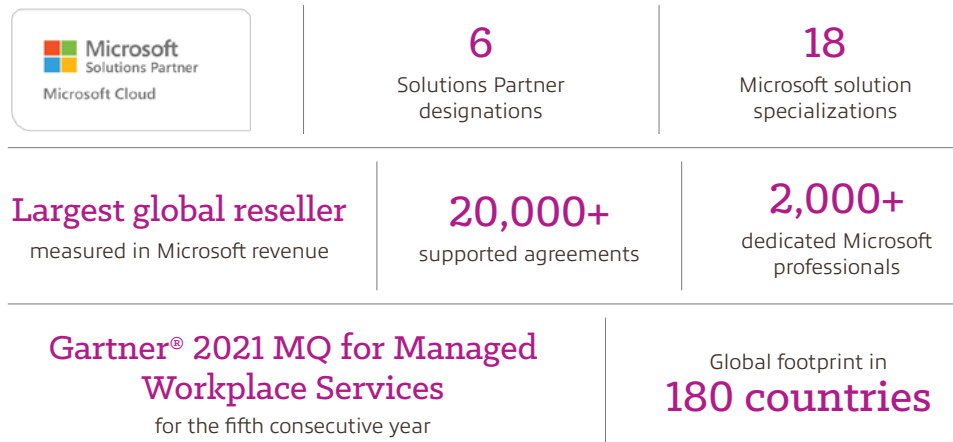 Microsoft
Solutions Partner
Microsoft Cloud
6
Solutions Partner
designations
18
Microsoft solution
specializations
Largest global reseller
measured in Microsoft revenue
20,000+
supported agreements
2,000+
dedicated Microsoft
professionals
Gartner® 2021 MQ for Managed
Workplace Services
for the fifth consecutive year
Global footprint in
180 countries